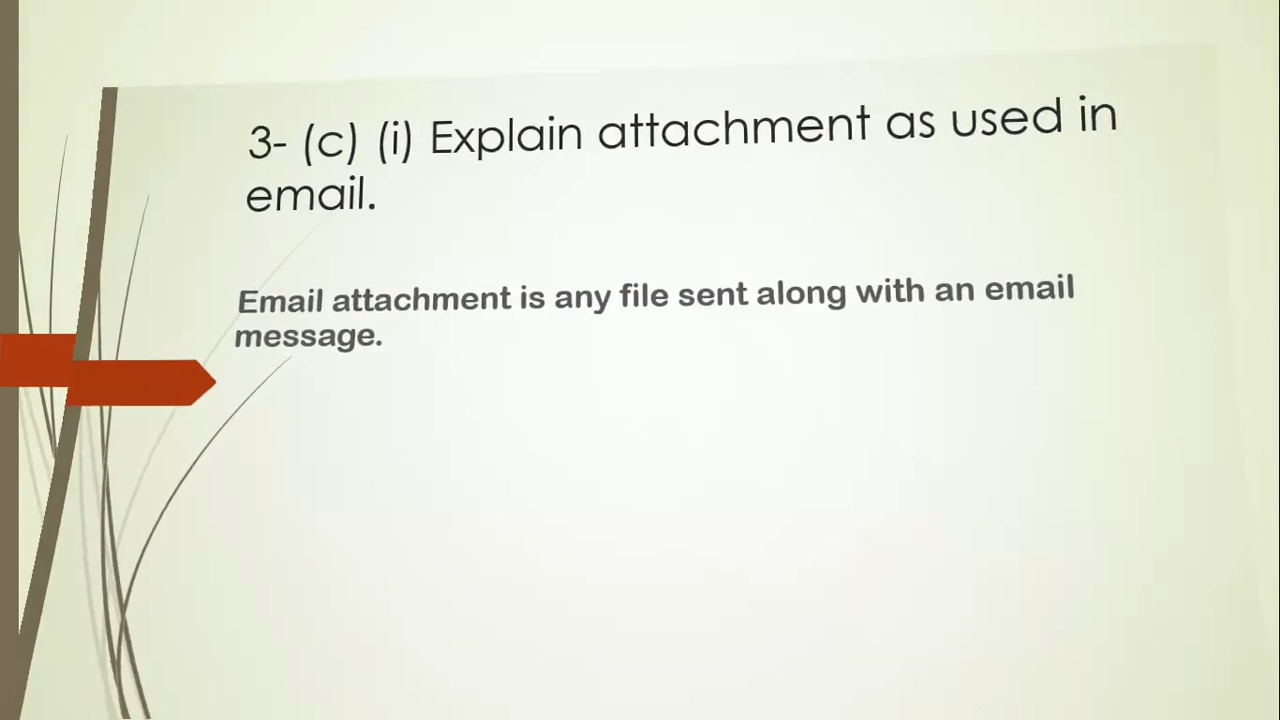 3- (c) (i) Explain attachment as used in
email.
Email attachment is any file sent along with an email
message.